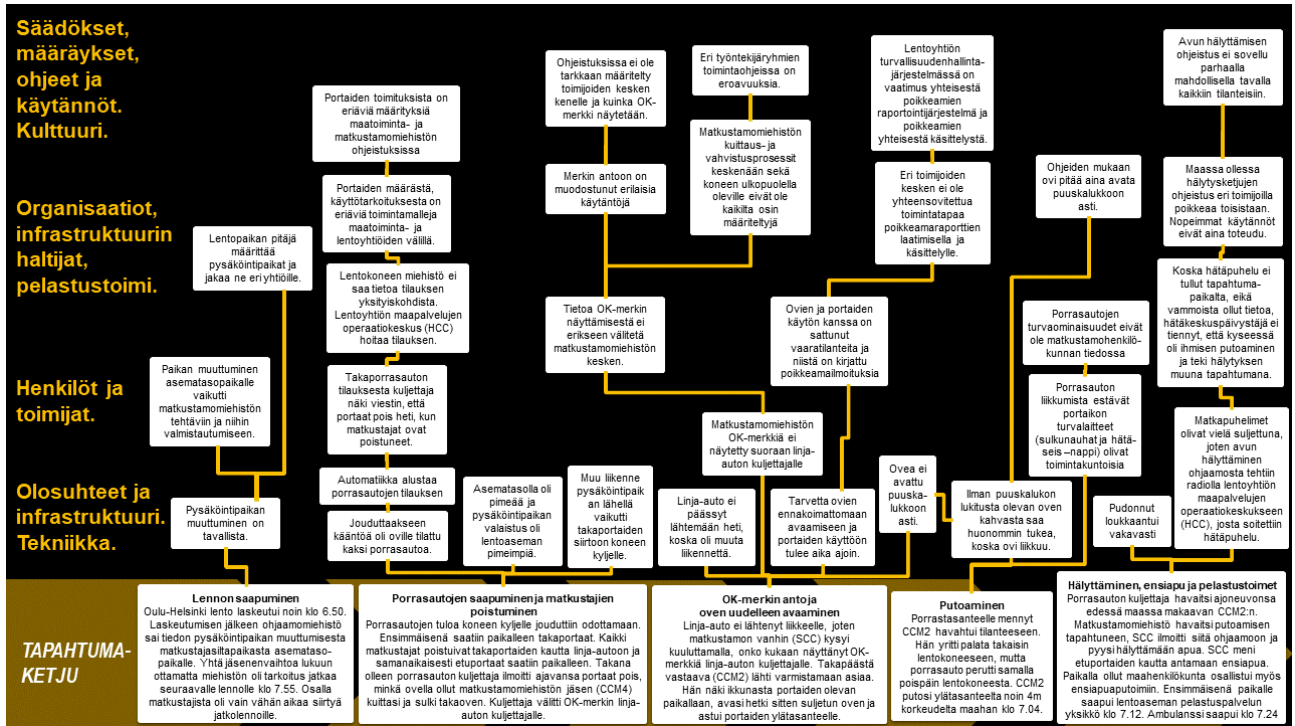 Säädökset,
määräykset,
ohjeet ja
käytännöt.
Kulttuuri.
Organisaatiot,
infrastruktuurin
haltijat,
pelastustoimi.
Henkilöt ja
toimijat.
Olosuhteet ja
infrastruktuuri.
Tekniikka.
TAPAHTUMA-
KETJU
Lentopaikan pitäjä
määrittää
pysäköintipaikat ja
jakaa ne eri yhtiöille.
Paikan muuttuminen
asematasopaikalle
vaikutti
matkustamomiehistön
tehtäviin ja niihin
valmistautumiseen.
Pysäköintipaikan
muuttuminen on
tavallista.
Portaiden toimituksista on
eriäviä määrityksiä
maatoiminta- ja
matkustamomiehistön
ohjeistuksissa
Portaiden määrästä,
käyttötarkoituksesta on
eriäviä toimintamalleja
maatoiminta- ja
lentoyhtiöiden välillä.
Lentokoneen miehistö ei
saa tietoa tilauksen
yksityiskohdista.
Lentoyhtiön maapalvelujen
operaatiokeskus (HCC)
hoitaa tilauksen.
Takaporrasauton
tilauksesta kuljettaja
näki viestin, että
portaat pois heti, kun
matkustajat ovat
poistuneet.
Automatiikka alustaa
porrasautojen tilauksen
Jouduttaakseen
kääntöä oli oville tilattu
kaksi porrasautoa.
Asematasolla oli
pimeää ja
pysäköintipaikan
valaistus oli
lentoaseman
pimeimpiä.
Muu liikenne
pysäköintipaik
an lähellä
vaikutti
takaportaiden
siirtoon koneen
kyljelle.
Ohjeistuksissa ei ole
tarkkaan määritelty
toimijoiden kesken
kenelle ja kuinka OK-
merkki näytetään.
Merkin antoon on
muodostunut erilaisia
käytäntöjä
Eri työntekijäryhmien
toimintaohjeissa on
eroavuuksia.
Matkustamomiehistön
kuittaus- ja
vahvistusprosessit
keskenään sekä
koneen ulkopuolella
oleville eivät ole
kaikilta osin
määriteltyjä
Tietoa OK-merkin
näyttämisestä ei
erikseen välitetä
matkustamomiehistön
kesken.
Matkustamomiehistön
OK-merkkiä ei
näytetty suoraan linja-
auton kuljettajalle
Linja-auto ei
päässyt
lähtemään heti,
koska oli muuta
liikennettä.
Lentoyhtiön
turvallisuudenhallinta-
järjestelmässä on
vaatimus yhteisestä
poikkeamien
raportointijärjestelmä ja
poikkeamien
yhteisestä käsittelystä.
Eri toimijoiden
kesken ei ole
yhteensovitettua
toimintatapaa
poikkeamaraporttien
laatimisella ja
käsittelylle.
Ovien ja portaiden
käytön kanssa on
sattunut
vaaratilanteita ja
niistä on kirjattu
poikkeamailmoituksia
Tarvetta ovien
ennakoimattomaan
avaamiseen ja
portaiden käyttöön
tulee aika ajoin.
Ovea ei
avattu
puuska-
lukkoon
asti.
Ohjeiden mukaan
ovi pitää aina avata
puuskalukkoon
asti.
Ilman puuskalukon
lukitusta olevan oven
kahvasta saa
huonommin tukea,
koska ovi liikkuu.
Porrasautojen
turvaominaisuudet eivät
ole matkustamohenkilö-
kunnan tiedossa
Porrasauton
liikkumista estävät
portaikon
turvalaitteet
(sulkunauhat ja hätä-
seis –nappi) olivat
toimintakuntoisia
Avun hälyttämisen
ohjeistus ei sovellu
parhaalla
mahdollisella tavalla
kaikkiin tilanteisiin.
Maassa ollessa
hälytysketjujen
ohjeistus eri toimijoilla
poikkeaa toisistaan.
Nopeimmat käytännöt
eivät aina toteudu.
Koska hätäpuhelu ei
tullut tapahtuma-
paikalta, eikä
vammoista ollut tietoa,
hätäkeskuspäivystäjä ei
tiennyt, että kyseessä
oli ihmisen putoaminen
ja teki hälytyksen
muuna tapahtumana.
Matkapuhelimet
olivat vielä suljettuna,
joten avun
hälyttäminen
ohjaamosta tehtiin
radiolla lentoyhtiön
maapalvelujen
operaatiokeskukseen
(HCC), josta soitettiin
hätäpuhelu.
Pudonnut
loukkaantui
vakavasti
Lennon saapuminen
Oulu-Helsinki lento laskeutui noin klo 6.50.
Laskeutumisen jälkeen ohjaamomiehistö
sai tiedon pysäköintipaikan muuttumisesta
matkustajasiltapaikasta asemataso-
paikalle. Yhtä jäsenenvaihtoa lukuun
ottamatta miehistön oli tarkoitus jatkaa
seuraavalle lennolle klo 7.55. Osalla
matkustajista oli vain vähän aikaa siirtyä
jatkolennoille.
Porrasautojen saapuminen ja matkustajien
poistuminen
Porrasautojen tuloa koneen kyljelle jouduttiin odottamaan.
Ensimmäisenä saatiin paikalleen takaportaat. Kaikki
matkustajat poistuivat takaportaiden kautta linja-autoon ja
samanaikaisesti etuportaat saatiin paikalleen. Takana
olleen porrasauton kuljettaja ilmoitti ajavansa portaat pois,
minkä ovella ollut matkustamomiehistön jäsen (CCM4)
kuittasi ja sulki takaoven. Kuljettaja välitti OK-merkin linja-
auton kuljettajalle.
OK-merkin anto ja
oven uudelleen avaaminen
Linja-auto ei lähtenyt liikkeelle, joten
matkustamon vanhin (SCC) kysyi
kuuluttamalla, onko kukaan näyttänyt OK-
merkkiä linja-auton kuljettajalle. Takapäästä
vastaava (CCM2) lähti varmistamaan asiaa.
Hän näki ikkunasta portaiden olevan
paikallaan, avasi hetki sitten suljetun oven ja
astui portaiden ylätasanteelle.
Putoaminen
Porrastasanteelle mennyt
CCM2 havahtui tilanteeseen.
Hän yritti palata takaisin
lentokoneeseen, mutta
porrasauto perutti samalla
poispäin lentokoneesta. CCM2
putosi ylätasanteelta noin 4m
korkeudelta maahan klo 7.04.
Hälyttäminen, ensiapu ja pelastustoimet
Porrasauton kuljettaja havaitsi ajoneuvonsa
edessä maassa makaavan CCM2:n.
Matkustamomiehistö havaitsi putoamisen
tapahtuneen, SCC ilmoitti siitä ohjaamoon ja
pyysi hälyttämään apua. SCC meni
etuportaiden kautta antamaan ensiapua.
Paikalla ollut maahenkilökunta osallistui myös
ensiapuaputoimiin. Ensimmäisenä paikalle
saapui lentoaseman pelastuspalvelun
yksikkö klo 7.12. Ambulanssi saapui klo 7.24